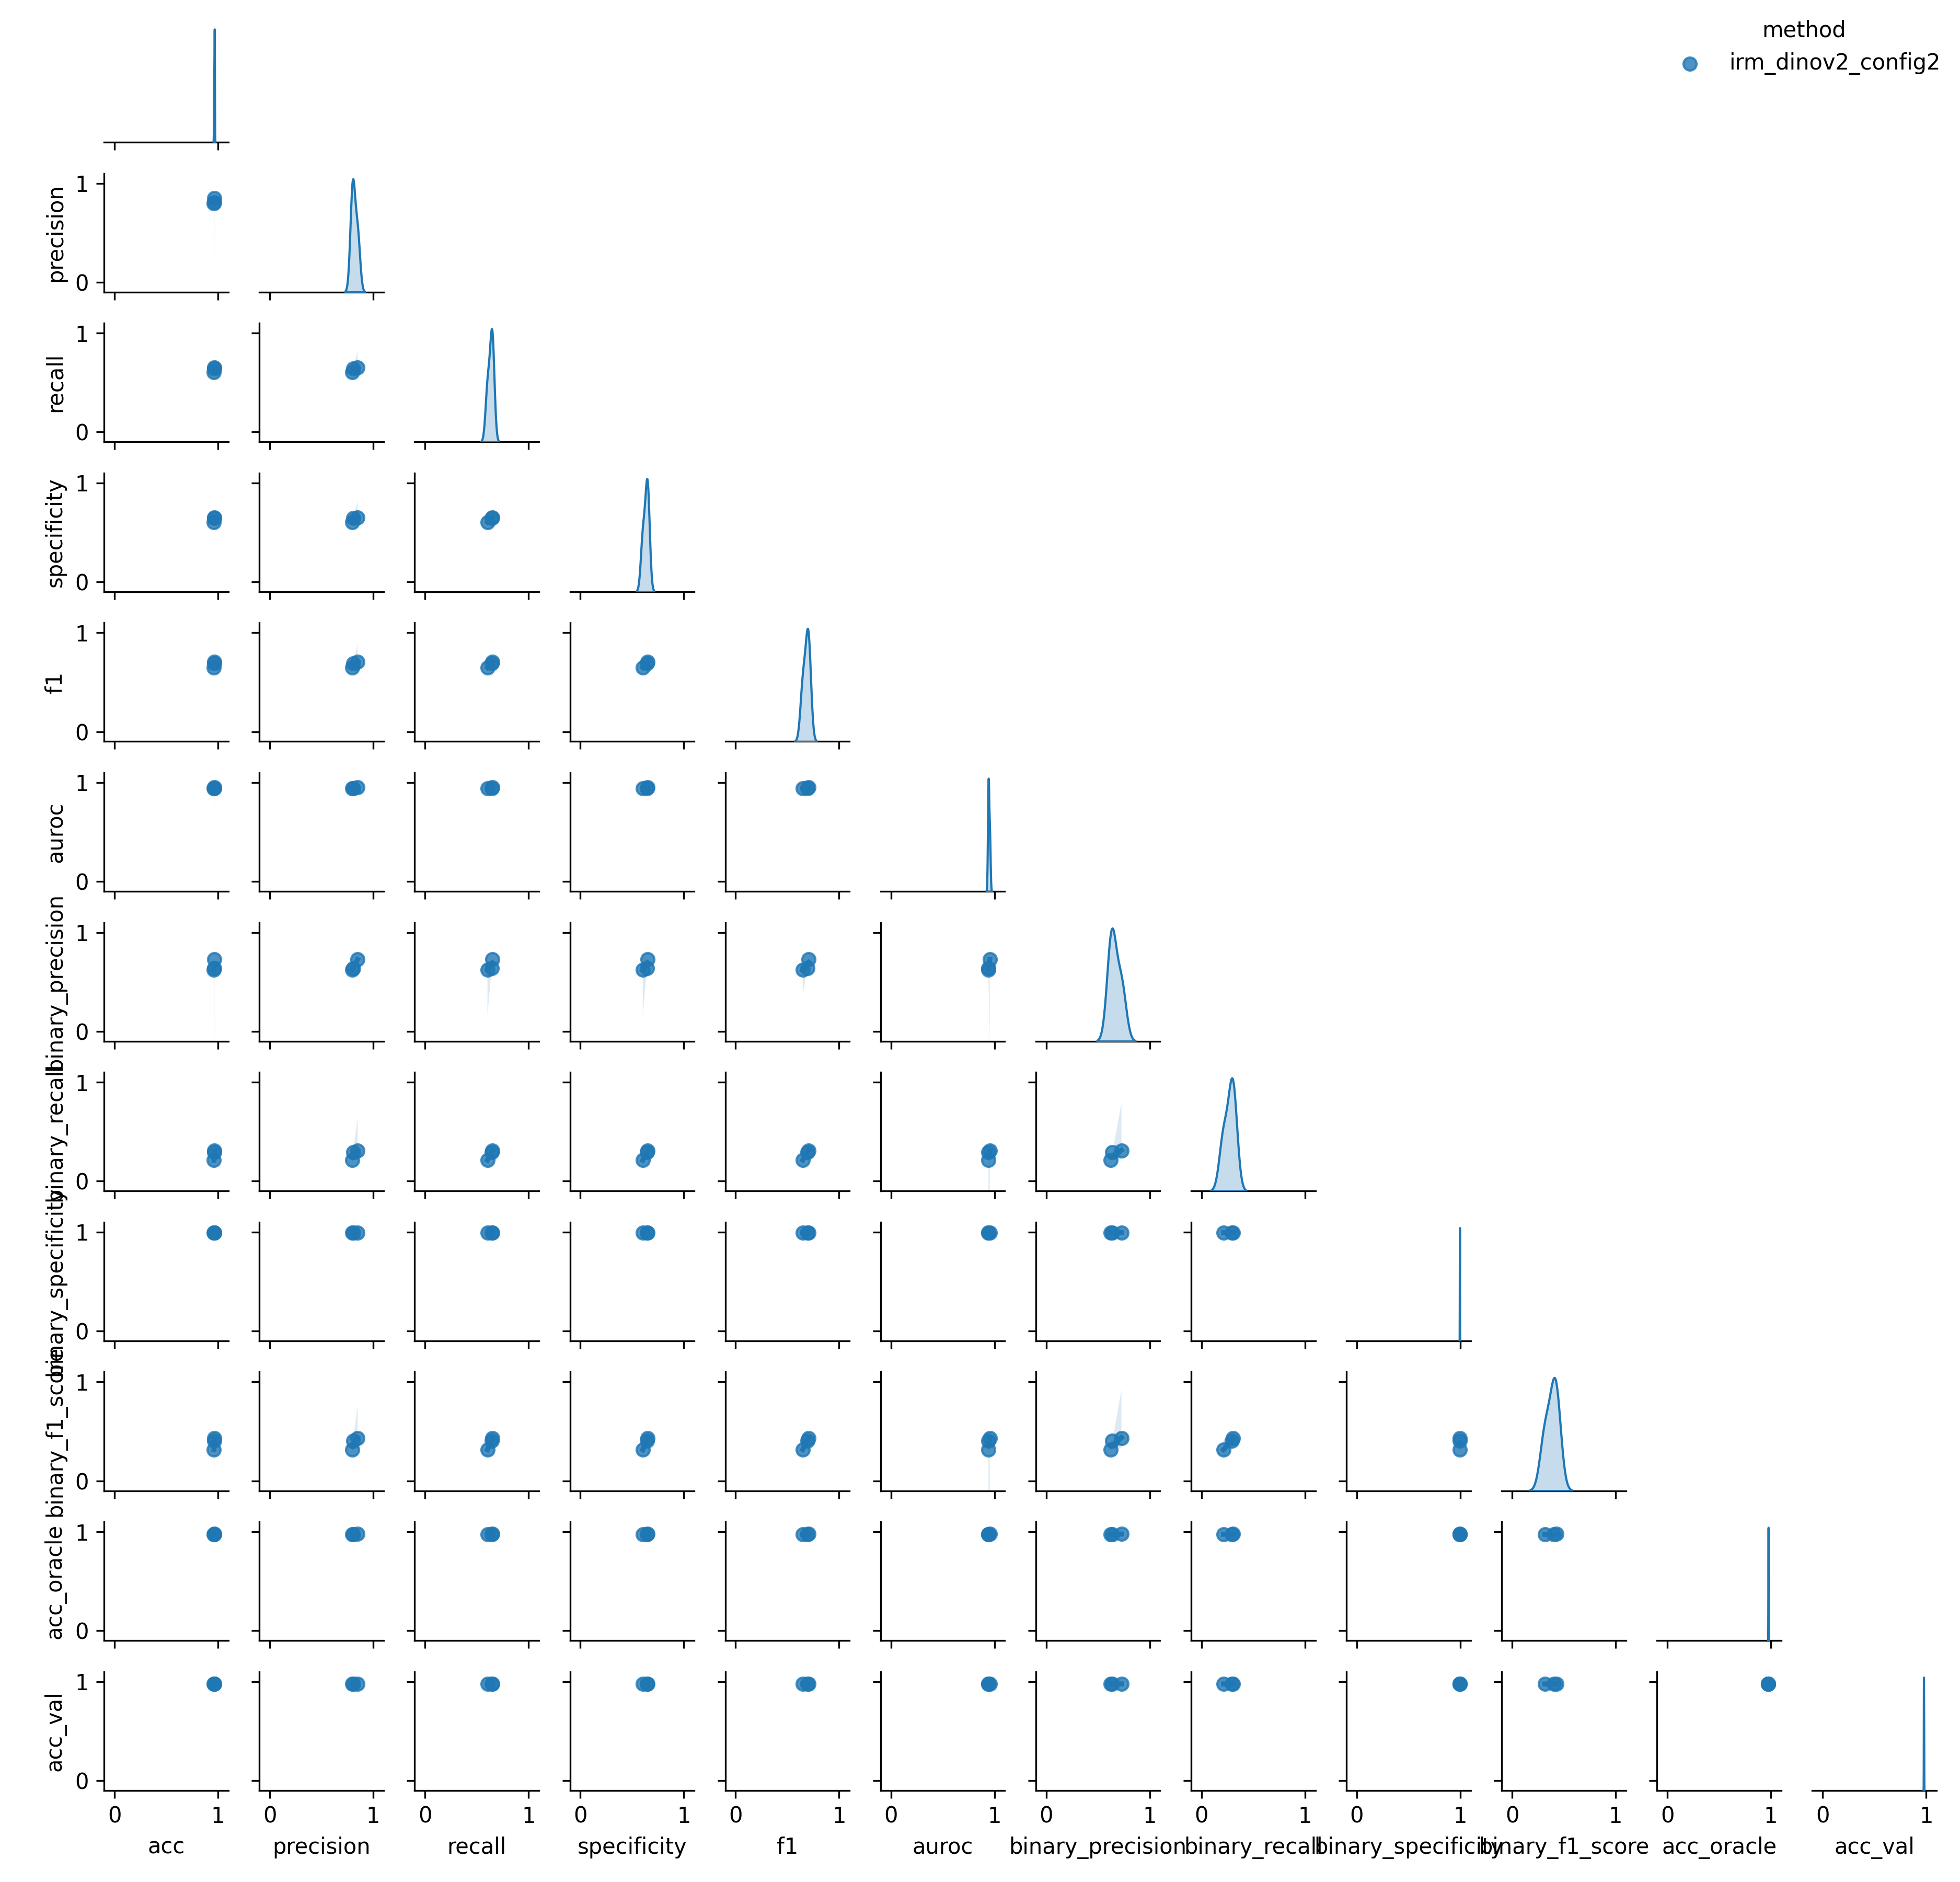 method
irm_dinov2_config2
1
precision
0
1
recall
0
1
specificity
0
1
f1
0
1
auroc
0
1
binary_precision
0
1
binary_recall
0
1
binary_specificity
0
1
binary_f1_score
0
1
acc_oracle
0
1
acc_val
0
0 1 0 1 0 1 0 1 0 1 0 1 0 1 0 1 0 1 0 1 0 1 0 1
acc precision recall specificity f1 auroc binary_precision binary_recall binary_specificity binary_f1_score acc_oracle acc_val